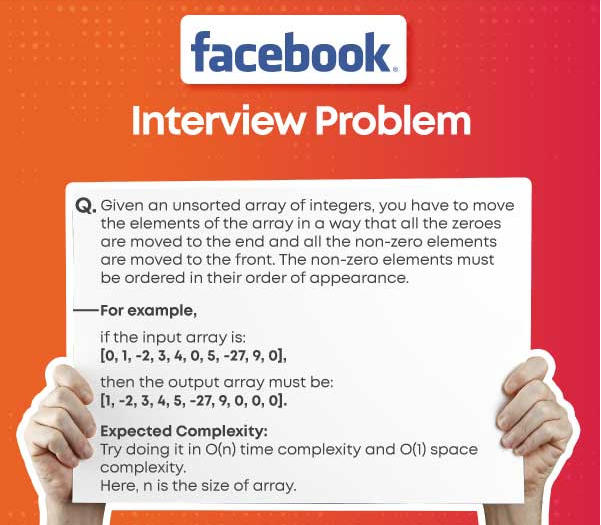 facebook®
Interview Problem
Q. Given an unsorted array of integers, you have to move
the elements of the array in a way that all the zeroes
are moved to the end and all the non-zero elements
are moved to the front. The non-zero elements must
be ordered in their order of appearance.
For example,
if the input array is:
[0, 1, -2, 3, 4, 0, 5, -27, 9, 0],
then the output array must be:
[1, -2, 3, 4, 5, -27, 9, 0, 0, 0].
Expected Complexity:
Try doing it in O(n) time complexity and O(1) space
complexity.
Here, n is the size of array.